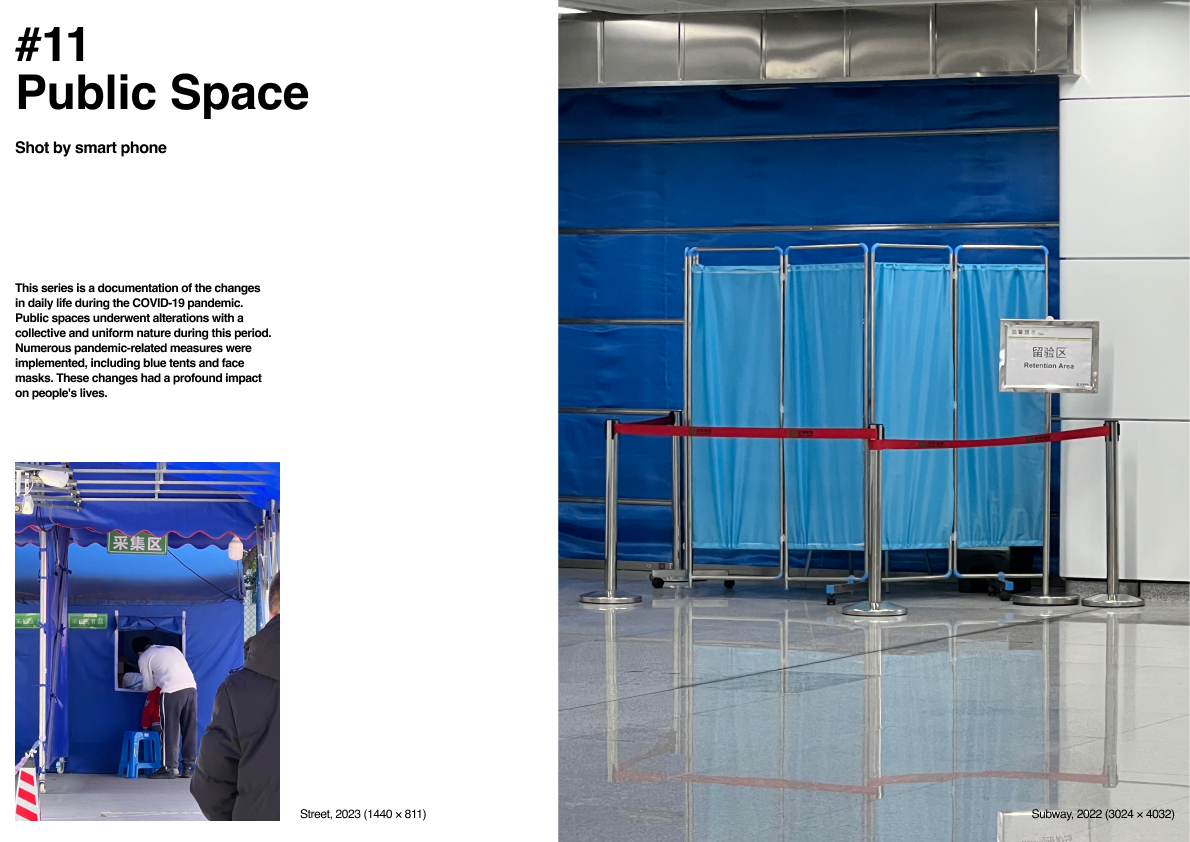 #11
Public Space
Shot by smart phone
This series is a documentation of the changes
in daily life during the COVID-19 pandemic.
Public spaces underwent alterations with a
collective and uniform nature during this period.
Numerous pandemic-related measures were
implemented, including blue tents and face
masks. These changes had a profound impact
on people's lives.
采集区
Street, 2023 (1440 × 811)
留验区
Retention Area
Subway, 2022 (3024 × 4032)